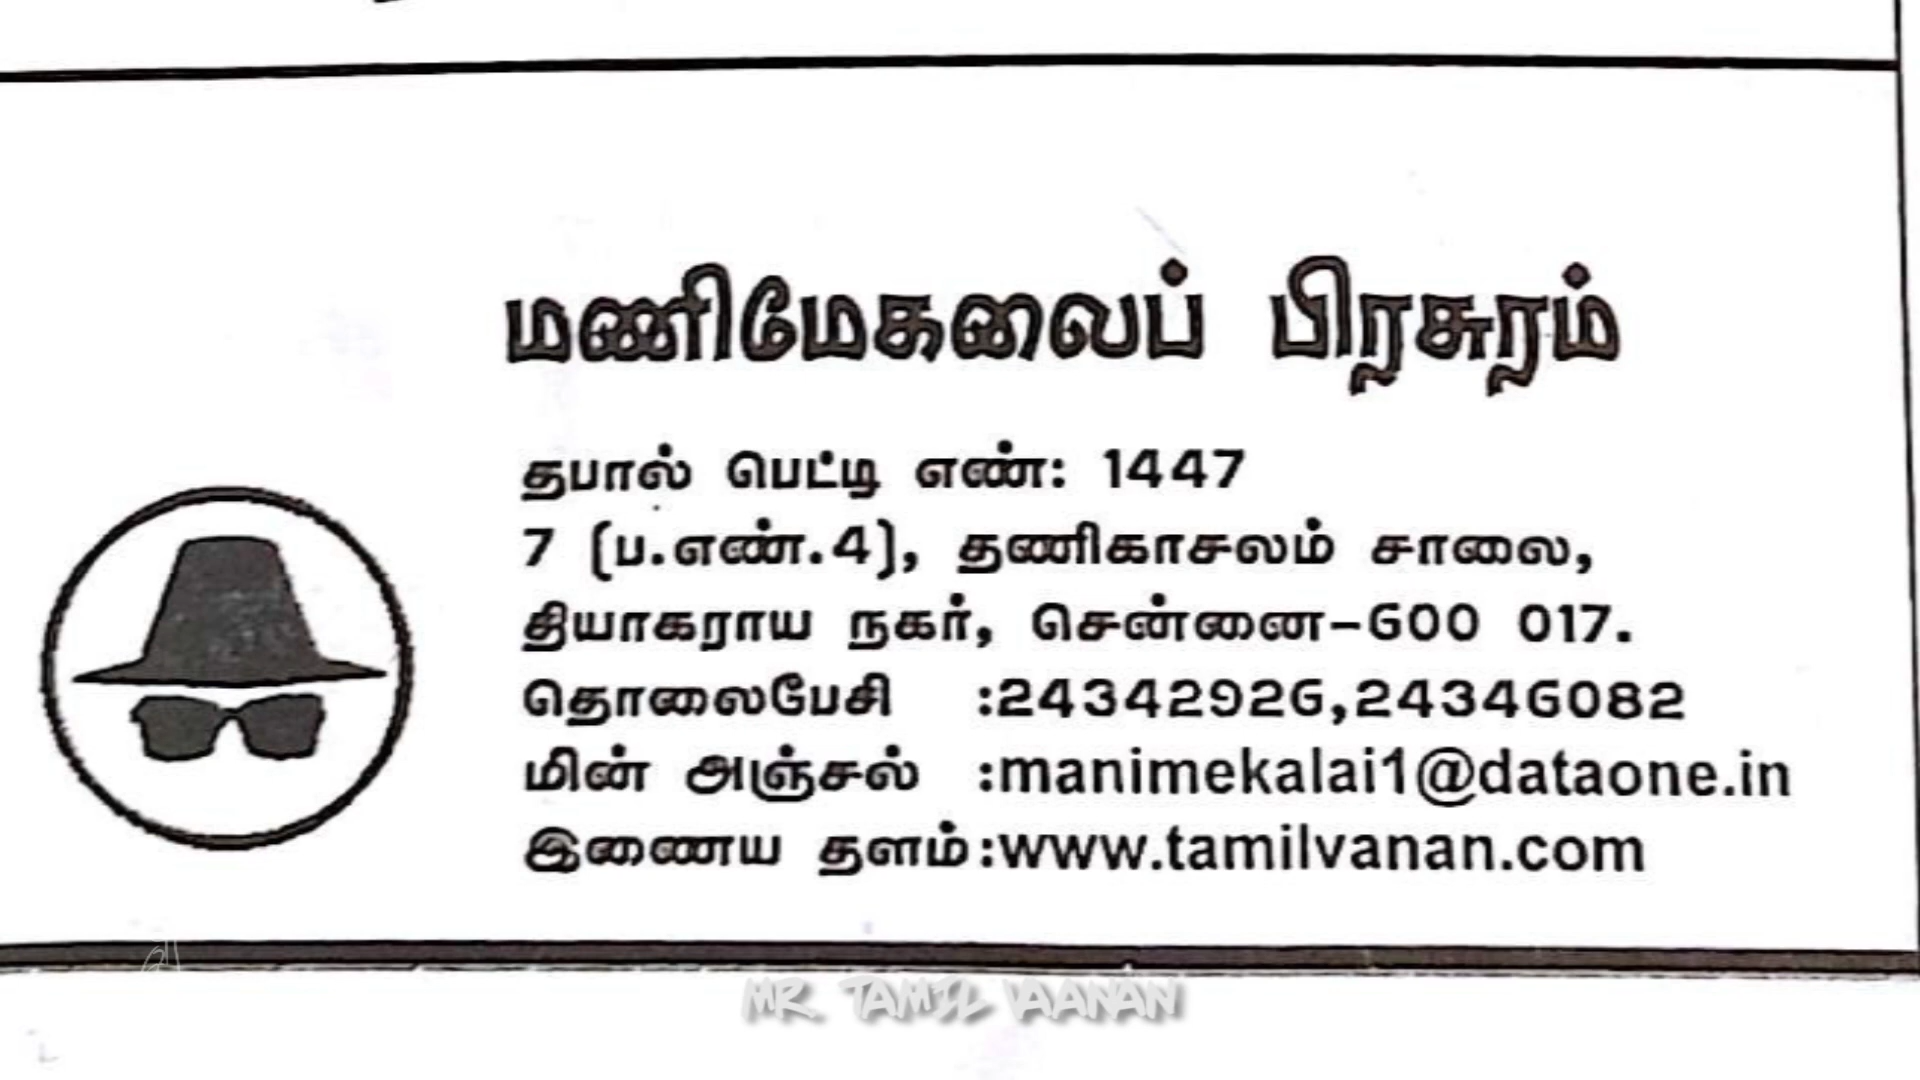 மணிமேகலைப் பிரசுரம்
தபால் பெட்டி எண்: 1447
7 (ப.எண்.4), தணிகாசலம் சாலை,
தியாகராய நகர், சென்னை-600 017.
தொலைபேசி :24342926,24346082
மின் அஞ்சல் :manimekalai1@dataone.in
இணைய தளம்:www.tamilvanan.com
MR. TAMIL VAANAN